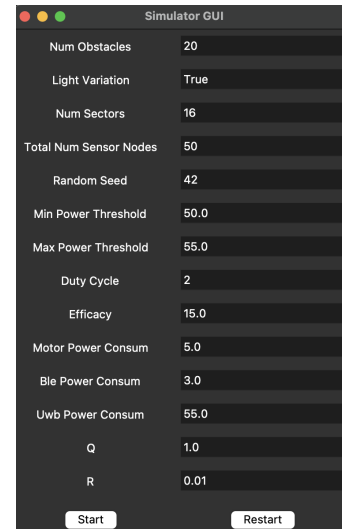 Simulator GUI
Num Obstacles 20
Light Variation True
Num Sectors 16
Total Num Sensor Nodes 50
Random Seed 42
Min Power Threshold 50.0
Max Power Threshold 55.0
Duty Cycle 2
Efficacy 15.0
Motor Power Consum 5.0
Ble Power Consum 3.0
Uwb Power Consum 55.0
Q 1.0
R 0.01
Start Restart